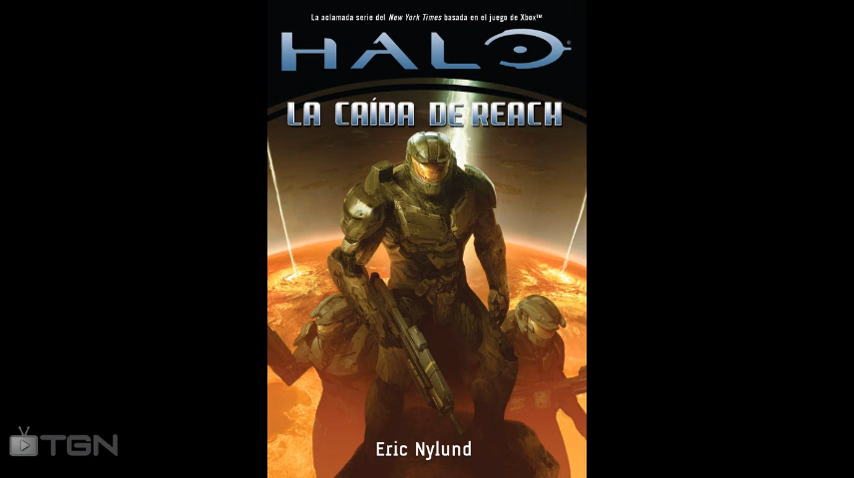 La aclamada serie del New York Times basada en el juego de Xbox™
HALO®
LA CAÍDA DE REACH
Eric Nylund
TGN